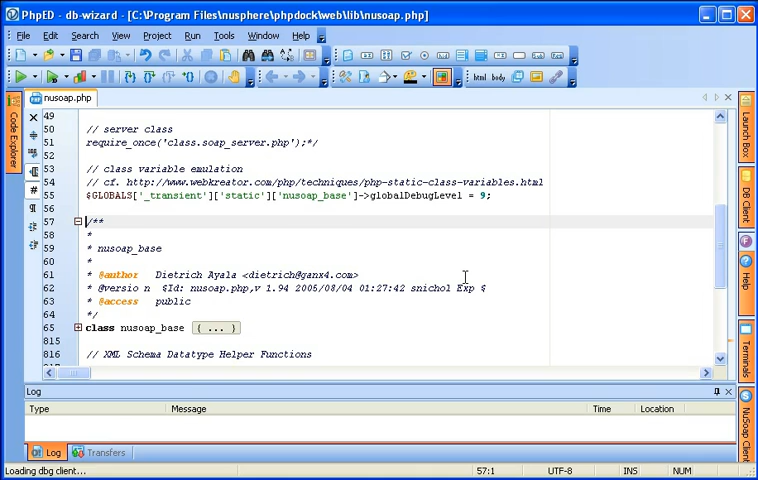 PhpED - db-wizard - [C:\Program Files\nusphere\phpdock\web\lib\nusoap.php]
File Edit Search View Project Run Tools Window Help
html body
nusoap.php
Code Explorer
49
50 // server class
51 require_once('class.soap_server.php');*/
52
53 // class variable emulation
54 // cf. http://www.webkreator.com/php/techniques/php-static-class-variables.html
55 $GLOBALS['_transient']['static']['nusoap_base']->globalDebugLevel = 9;
56
57 /**
58 *
59 * nusoap_base
60 *
61 * @author Dietrich Ayala <dietrich@ganx4.com>
62 * @versio n $Id: nusoap.php,v 1.94 2005/08/04 01:27:42 snichol Exp $
63 * @access public
64 */
65 class nusoap_base { ... }
815
816 // XML Schema Datatype Helper Functions
Launch Box
DB Client
Terminals
NuSoap Client
Log
Type Message Time Location
Log Transfers
Loading dbg client... 57:1 UTF-8 INS NUM